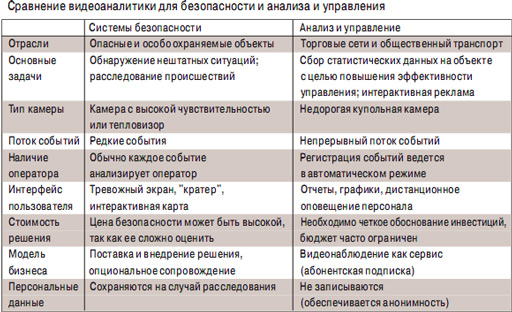 Сравнение видеоаналитики для безопасности и анализа и управления
Системы безопасности Анализ и управление
Отрасли Опасные и особо охраняемые объекты Торговые сети и общественный транспорт
Основные Обнаружение нештатных ситуаций; Сбор статистических данных на объекте
задачи расследование происшествий с целью повышения эффективности
управления; интерактивная реклама
Тип камеры Камера с высокой чувствительностью Недорогая купольная камера
или тепловизор
Поток событий Редкие события Непрерывный поток событий
Наличие Обычно каждое событие Регистрация событий ведется
оператора анализирует оператор в автоматическом режиме
Интерфейс Тревожный экран, "кратер", Отчеты, графики, дистанционное
пользователя интерактивная карта оповещение персонала
Стоимость Цена безопасности может быть высокой, Необходимо четкое обоснование инвестиций,
решения так как ее сложно оценить бюджет часто ограничен
Модель Поставка и внедрение решения, Видеонаблюдение как сервис
бизнеса опциональное сопровождение (абонентская подписка)
Персональные Сохраняются на случай расследования Не записываются
данные (обеспечивается анонимность)